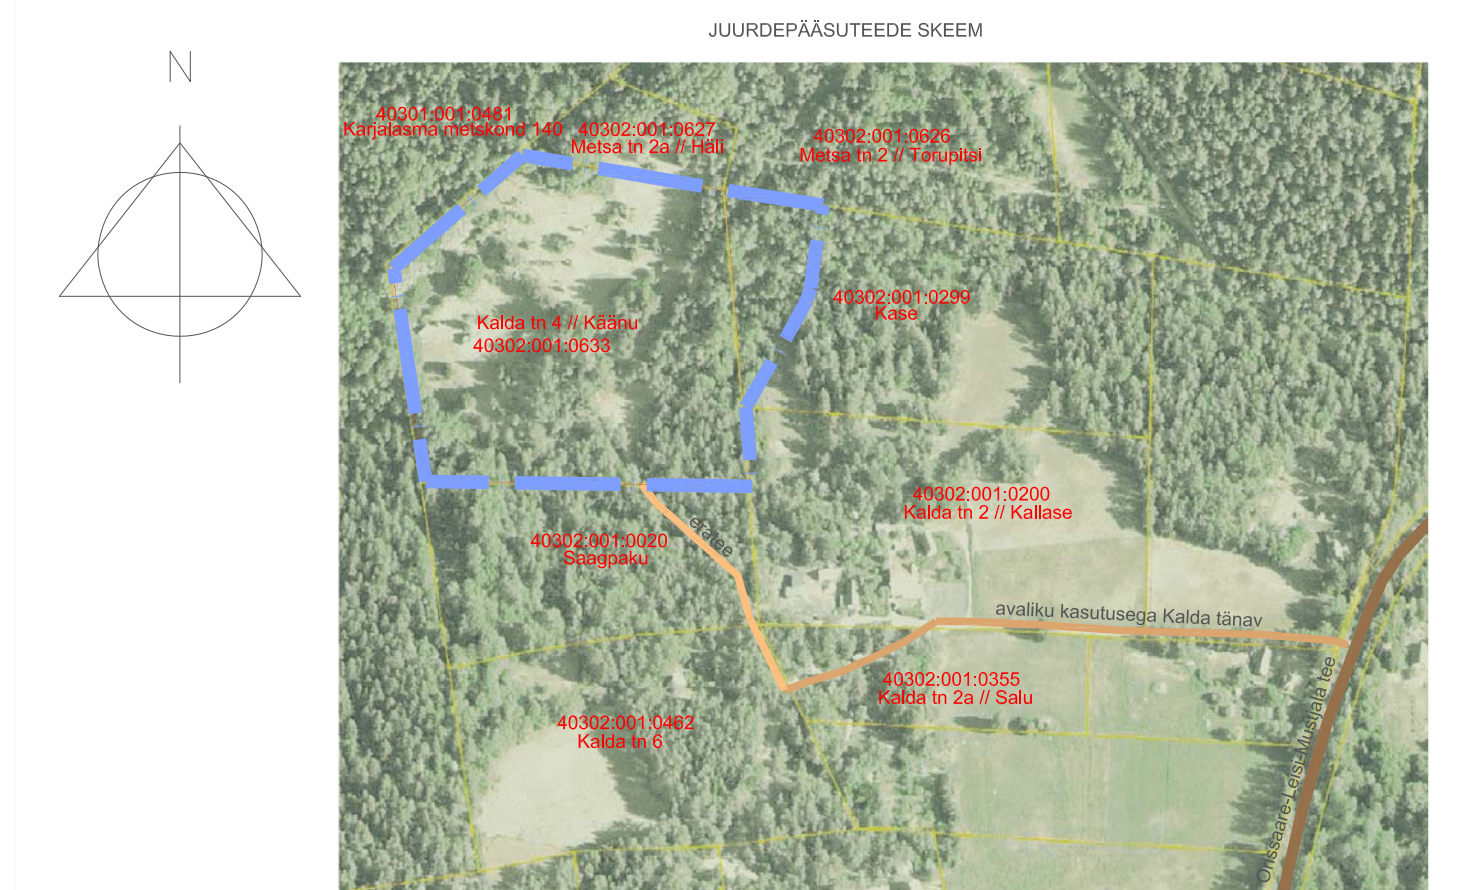 JUURDEPÄÄSUTEEDE SKEEM
N
40301:001:0481
Karjalasma metskond 140
40302:001:0627
Metsa tn 2a // Häli
40302:001:0626
Metsa tn 2 // Torupitsi
40302:001:0299
Kase
Kalda tn 4 // Käänu
40302:001:0633
40302:001:0200
Kalda tn 2 // Kallase
eratee
40302:001:0020
Saagpaku
avaliku kasutusega Kalda tänav
40302:001:0355
Kalda tn 2a // Salu
40302:001:0462
Kalda tn 6
Orissaare-Leisi-Mustjala tee